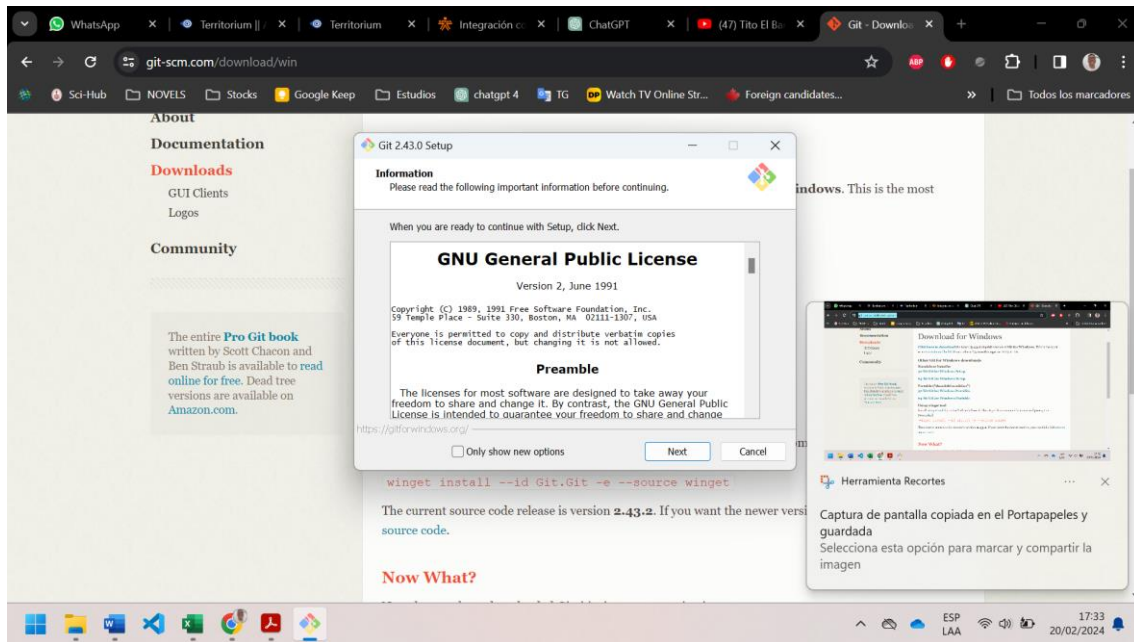 WhatsApp
Territorium || 
Territorium
Integración co
ChatGPT
(47) Tito El Ba
Git - Downloa
git-scm.com/download/win
ABP
Sci-Hub
NOVELS
Stocks
Google Keep
Estudios
chatgpt 4
TG
DP
Watch TV Online Str...
Foreign candidates...
»
Todos los marcadores
About
Documentation
Downloads
GUI Clients
Logos
Community
The entire Pro Git book
written by Scott Chacon and
Ben Straub is available to read
online for free. Dead tree
versions are available on
Amazon.com.
indows. This is the most
Git 2.43.0 Setup
Information
Please read the following important information before continuing.
When you are ready to continue with Setup, click Next.
GNU General Public License
Version 2, June 1991
Copyright (C) 1989, 1991 Free Software Foundation, Inc.
59 Temple Place - Suite 330, Boston, MA 02111-1307, USA
Everyone is permitted to copy and distribute verbatim copies
of this license document, but changing it is not allowed.
Preamble
The licenses for most software are designed to take away your
freedom to share and change it. By contrast, the GNU General Public
License is intended to guarantee your freedom to share and change
https://gitforwindows.org/
Only show new options
Next
Cancel
winget install --id Git.Git -e --source winget
The current source code release is version 2.43.2. If you want the newer versi
source code.
Now What?
Download for Windows
Now What?
Herramienta Recortes
Captura de pantalla copiada en el Portapapeles y
guardada
Selecciona esta opción para marcar y compartir la
imagen
ESP
LAA
17:33
20/02/2024